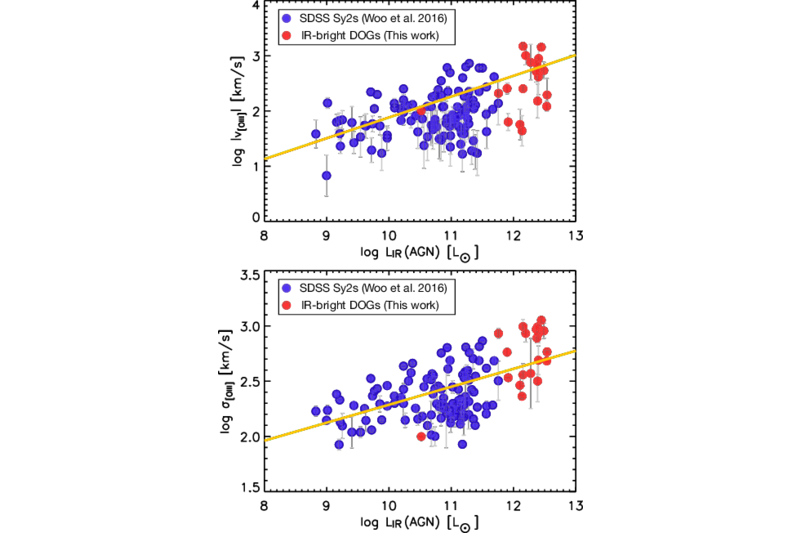 4
SDSS Sy2s (Woo et al. 2016)
IR-bright DOGs (This work)
3
2
1
0
log |v[OIII]| [km/s]
8 9 10 11 12 13
log LIR(AGN) [L⊙]
3.5
SDSS Sy2s (Woo et al. 2016)
IR-bright DOGs (This work)
3.0
2.5
2.0
1.5
log σ[OIII] [km/s]
8 9 10 11 12 13
log LIR(AGN) [L⊙]